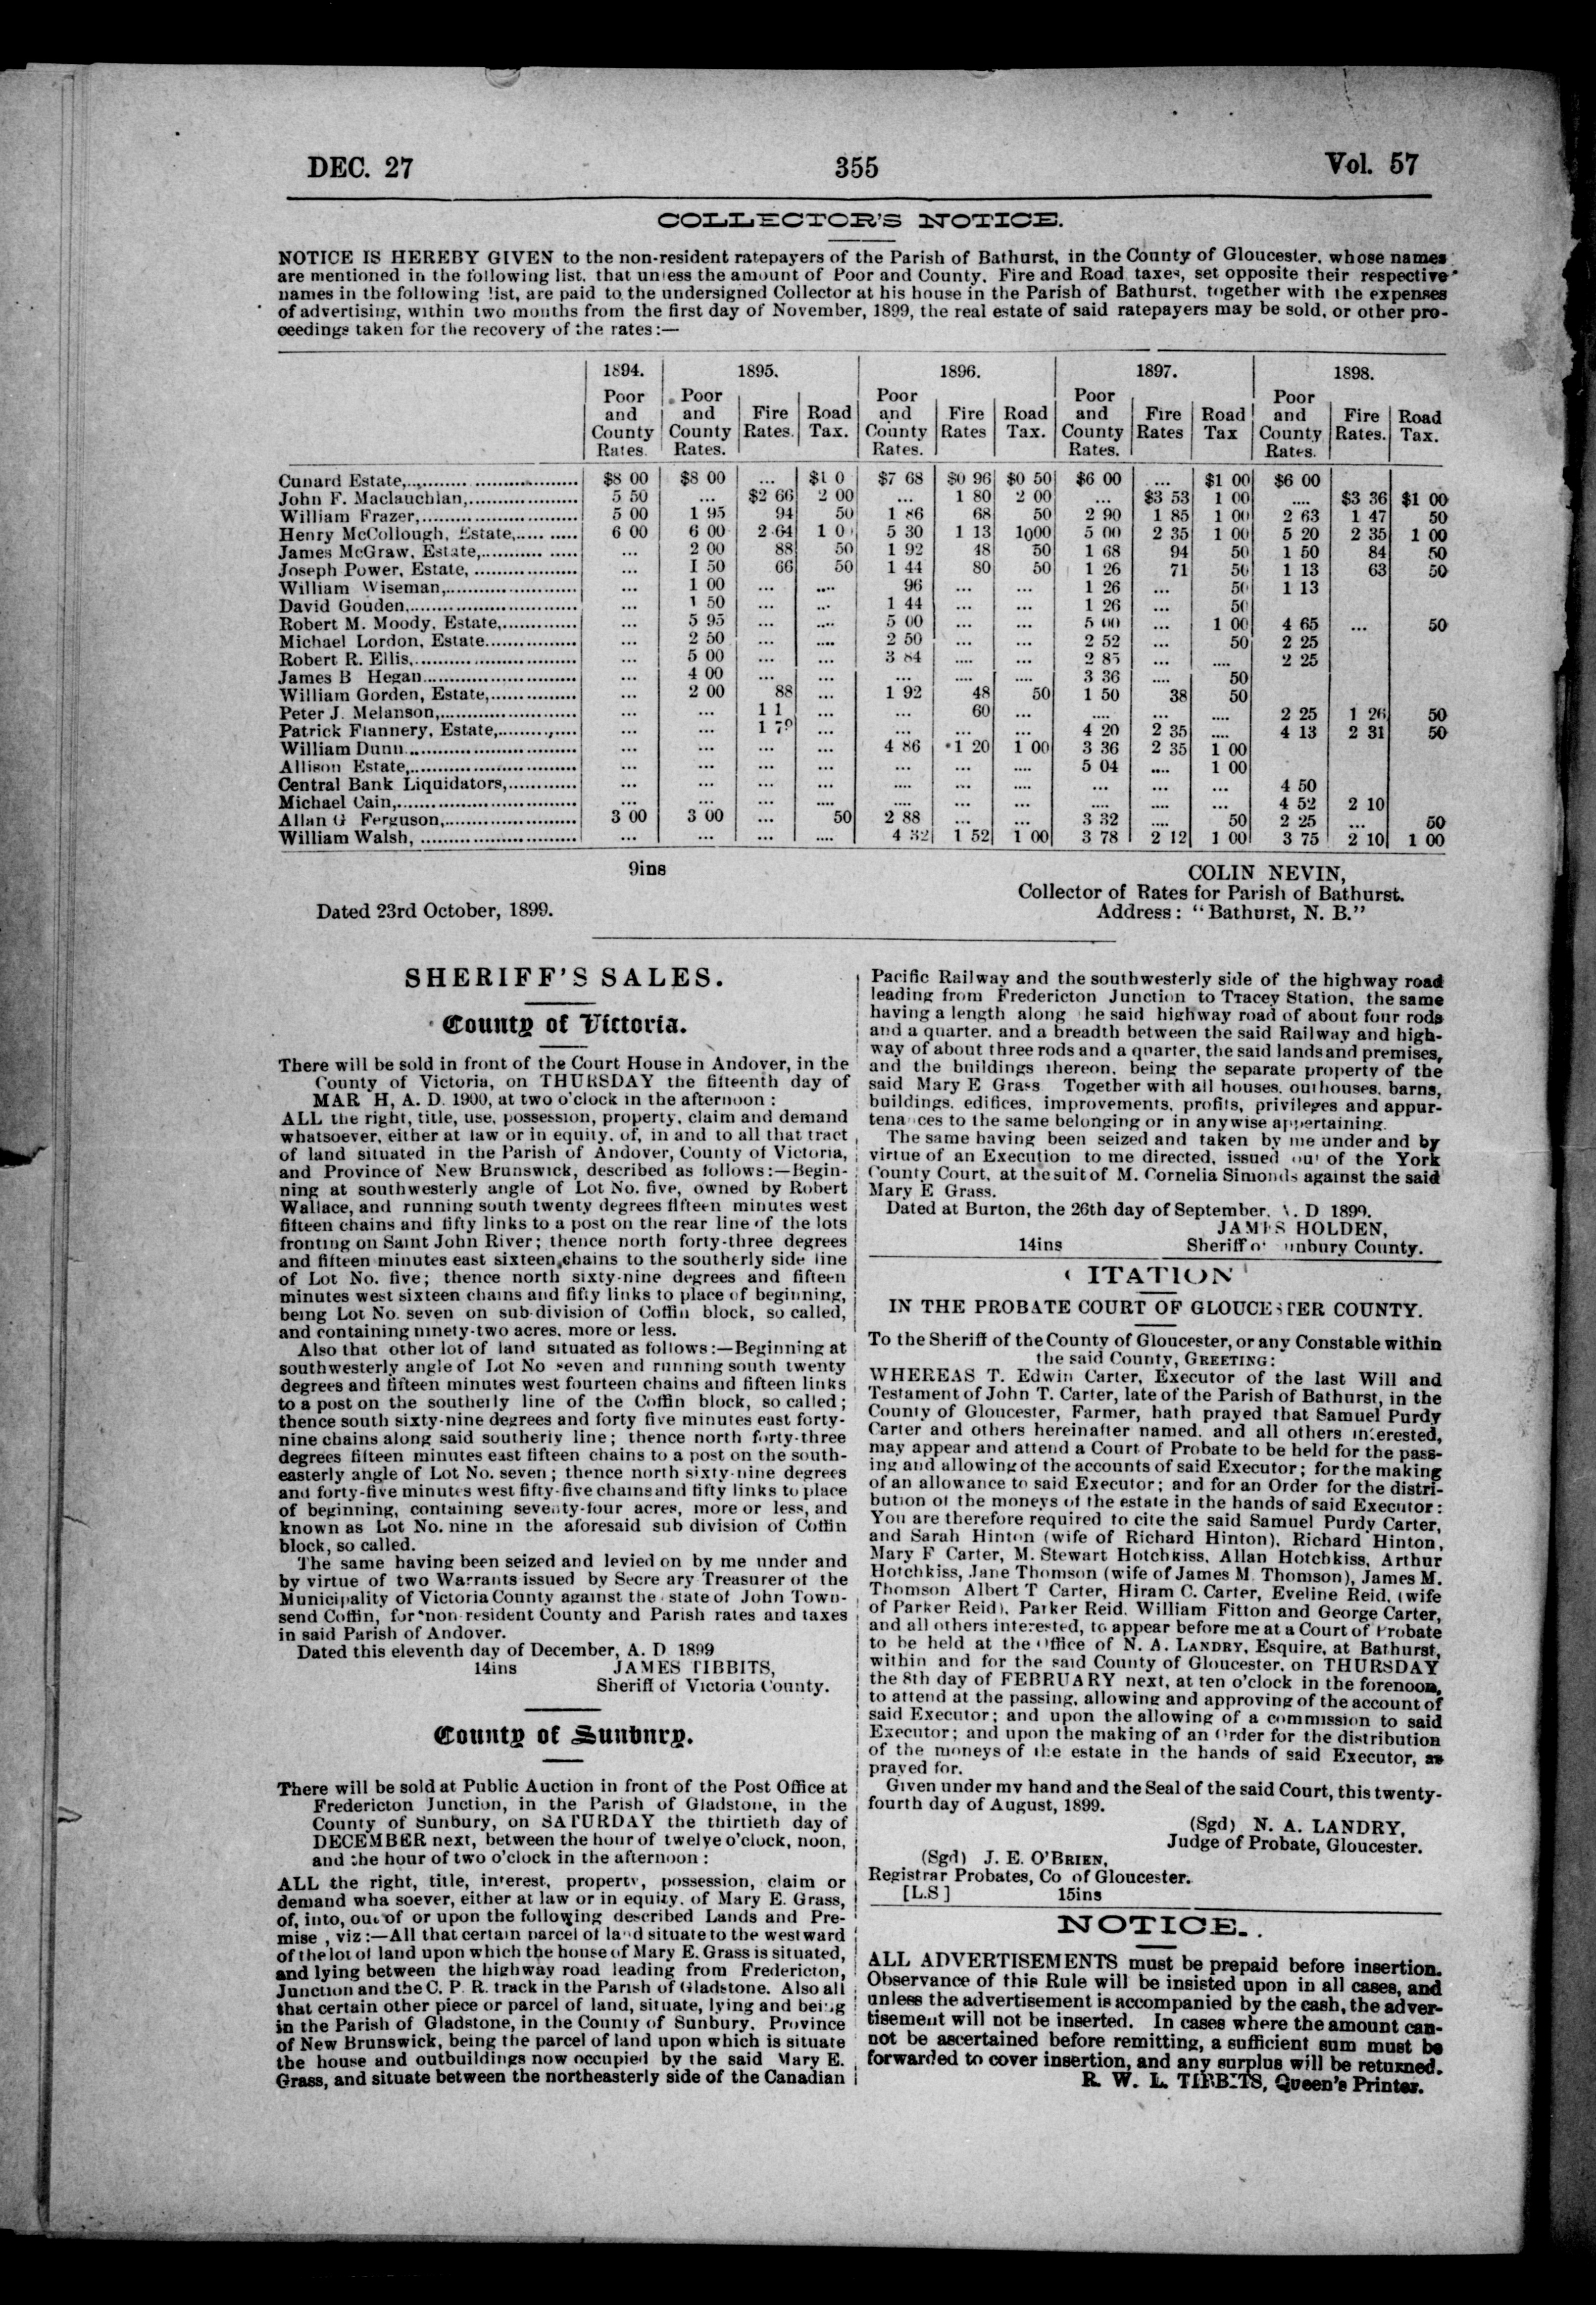 DEC. 27 355 Vol. 57
COLLECTOR'S NOTICE.
NOTICE IS HEREBY GIVEN to the non-resident ratepayers of the Parish of Bathurst, in the County of Gloucester, whose names
are mentioned in the following list, that unless the amount of Poor and County, Fire and Road taxes, set opposite their respective
names in the following list, are paid to the undersigned Collector at his house in the Parish of Bathurst, together with the expenses
of advertising, within two months from the first day of November, 1899, the real estate of said ratepayers may be sold, or other pro-
ceedings taken for the recovery of the rates:—
1894. 1895. 1896. 1897. 1898.
Poor Poor Poor Poor Poor
and and Fire Road and Fire Road and Fire Road and Fire Road
County County Rates. Tax. County Rates Tax. County Rates Tax County Rates. Tax.
Rates. Rates. Rates. Rates. Rates.
Cunard Estate,............ $8 00 $8 00 ... $7 68 $0 96 $0 50 $6 00 ... $1 00 $6 00
John F. Maclauchlan,............ 5 50 ... $2 66 2 00 ... 1 80 2 00 ... $3 53 1 00 .... $3 36 $1 00
William Frazer,............ 5 00 1 95 94 50 1 86 68 50 2 90 1 85 1 00 2 63 1 47 50
Henry McCollough, Estate,............ 6 00 6 00 2 64 5 30 1 13 1000 5 00 2 35 1 00 5 20 2 35 1 00
James McGraw, Estate,............ ... 2 00 88 50 1 92 48 50 1 68 94 50 1 50 84 50
Joseph Power, Estate, ............ ... 1 50 66 50 1 44 80 50 1 26 71 50 1 13 63 50
William Wiseman,............ ... 1 00 ... .... 96 ... ... 1 26 ... 50 1 13
David Gouden,............ ... 1 50 ... ... 1 44 ... ... 1 26 ... 50
Robert M. Moody, Estate,............ ... 5 95 ... .... 5 00 ... ... 5 00 ... 1 00 4 65 ... 50
Michael Lordon, Estate............ ... 2 50 ... .... 2 50 ... ... 2 52 ... 50 2 25
Robert R. Ellis,............ ... 5 00 ... ... 3 84 .... ... 2 85 ... .... 2 25
James B Hegan............ ... 4 00 ... ... ... .... .... 3 36 .... 50
William Gorden, Estate,............ ... 2 00 88 ... 1 92 48 50 1 50 38 50
Peter J. Melanson,............ ... ... 1 1 ... ... 60 ... .... ... .... 2 25 1 26 50
Patrick Flannery, Estate,............ ... ... ... ... ... ... 4 20 2 35 .... 4 13 2 31 50
William Dunn............ ... ... ... ... 4 86 1 20 1 00 3 36 2 35 1 00
Allison Estate,............ ... ... ... ... ... ... .... 5 04 .... 1 00
Central Bank Liquidators,............ ... ... ... ... .... ... .... ... ... ... 4 50
Michael Cain,............ ... ... ... .... .... ... ... .... .... ... 4 52 2 10
Allan G Ferguson,............ 3 00 3 00 ... 50 2 88 ... ... 3 32 .... 50 2 25 ... 50
William Walsh, ............ ... ... ... .... 4 32 1 52 1 00 3 78 2 12 1 00 3 75 2 10 1 00
9ins COLIN NEVIN,
Collector of Rates for Parish of Bathurst.
Dated 23rd October, 1899. Address: "Bathurst, N. B."
SHERIFF'S SALES.
County of Victoria.
There will be sold in front of the Court House in Andover, in the
County of Victoria, on THURSDAY the fifteenth day of
MAR H, A. D. 1900, at two o'clock in the afternoon:
ALL the right, title, use, possession, property, claim and demand
whatsoever, either at law or in equity, of, in and to all that tract
of land situated in the Parish of Andover, County of Victoria,
and Province of New Brunswick, described as follows:—Begin-
ning at southwesterly angle of Lot No. five, owned by Robert
Wallace, and running south twenty degrees fifteen minutes west
fifteen chains and fifty links to a post on the rear line of the lots
fronting on Saint John River; thence north forty-three degrees
and fifteen minutes east sixteen chains to the southerly side line
of Lot No. five; thence north sixty-nine degrees and fifteen
minutes west sixteen chains and fifty links to place of beginning,
being Lot No. seven on sub-division of Coffin block, so called,
and containing ninety-two acres, more or less.
Also that other lot of land situated as follows:—Beginning at
southwesterly angle of Lot No seven and running south twenty
degrees and fifteen minutes west fourteen chains and fifteen links
to a post on the southerly line of the Coffin block, so called;
thence south sixty-nine degrees and forty five minutes east forty-
nine chains along said southerly line; thence north forty-three
degrees fifteen minutes east fifteen chains to a post on the south-
easterly angle of Lot No. seven; thence north sixty-nine degrees
and forty-five minutes west fifty-five chains and fifty links to place
of beginning, containing seventy-four acres, more or less, and
known as Lot No. nine in the aforesaid sub division of Coffin
block, so called.
The same having been seized and levied on by me under and
by virtue of two Warrants issued by Secre ary Treasurer of the
Municipality of Victoria County against the state of John Town-
send Coffin, for non-resident County and Parish rates and taxes
in said Parish of Andover.
Dated this eleventh day of December, A. D 1899
14ins JAMES TIBBITS,
Sheriff of Victoria County.
County of Sunbury.
There will be sold at Public Auction in front of the Post Office at
Fredericton Junction, in the Parish of Gladstone, in the
County of Sunbury, on SATURDAY the thirtieth day of
DECEMBER next, between the hour of twelve o'clock, noon,
and the hour of two o'clock in the afternoon:
ALL the right, title, interest, property, possession, claim or
demand wha soever, either at law or in equity, of Mary E. Grass,
of, into, out of or upon the following described Lands and Pre-
mise , viz:—All that certain parcel of land situate to the westward
of the lot of land upon which the house of Mary E. Grass is situated,
and lying between the highway road leading from Fredericton,
Junction and the C. P. R. track in the Parish of Gladstone. Also all
that certain other piece or parcel of land, situate, lying and being
in the Parish of Gladstone, in the County of Sunbury, Province
of New Brunswick, being the parcel of land upon which is situate
the house and outbuildings now occupied by the said Mary E.
Grass, and situate between the northeasterly side of the Canadian
Pacific Railway and the southwesterly side of the highway road
leading from Fredericton Junction to Tracey Station, the same
having a length along he said highway road of about four rods
and a quarter, and a breadth between the said Railway and high-
way of about three rods and a quarter, the said lands and premises,
and the buildings thereon, being the separate property of the
said Mary E Grass Together with all houses, outhouses, barns,
buildings, edifices, improvements, profits, privileges and appur-
tena ces to the same belonging or in anywise appertaining.
The same having been seized and taken by me under and by
virtue of an Execution to me directed, issued out of the York
County Court, at the suit of M. Cornelia Simonds against the said
Mary E Grass.
Dated at Burton, the 26th day of September, A. D 1899.
JAMES HOLDEN,
14ins Sheriff o unbury County.
ITATION
IN THE PROBATE COURT OF GLOUCESTER COUNTY.
To the Sheriff of the County of Gloucester, or any Constable within
the said County, GREETING:
WHEREAS T. Edwin Carter, Executor of the last Will and
Testament of John T. Carter, late of the Parish of Bathurst, in the
County of Gloucester, Farmer, hath prayed that Samuel Purdy
Carter and others hereinafter named, and all others interested,
may appear and attend a Court of Probate to be held for the pass-
ing and allowing of the accounts of said Executor; for the making
of an allowance to said Executor; and for an Order for the distri-
bution of the moneys of the estate in the hands of said Executor:
You are therefore required to cite the said Samuel Purdy Carter,
and Sarah Hinton (wife of Richard Hinton), Richard Hinton,
Mary F Carter, M. Stewart Hotchkiss, Allan Hotchkiss, Arthur
Hotchkiss, Jane Thomson (wife of James M. Thomson), James M.
Thomson Albert T Carter, Hiram C. Carter, Eveline Reid, (wife
of Parker Reid), Parker Reid, William Fitton and George Carter,
and all others interested, to appear before me at a Court of Probate
to be held at the Office of N. A. LANDRY, Esquire, at Bathurst,
within and for the said County of Gloucester, on THURSDAY
the 8th day of FEBRUARY next, at ten o'clock in the forenoon,
to attend at the passing, allowing and approving of the account of
said Executor; and upon the allowing of a commission to said
Executor; and upon the making of an Order for the distribution
of the moneys of the estate in the hands of said Executor, as
prayed for.
Given under my hand and the Seal of the said Court, this twenty-
fourth day of August, 1899.
(Sgd) N. A. LANDRY,
Judge of Probate, Gloucester.
(Sgd) J. E. O'BRIEN,
Registrar Probates, Co of Gloucester.
[L.S] 15ins
NOTICE.
ALL ADVERTISEMENTS must be prepaid before insertion.
Observance of this Rule will be insisted upon in all cases, and
unless the advertisement is accompanied by the cash, the adver-
tisement will not be inserted. In cases where the amount can-
not be ascertained before remitting, a sufficient sum must be
forwarded to cover insertion, and any surplus will be returned.
R. W. L. TIBBITS, Queen's Printer.